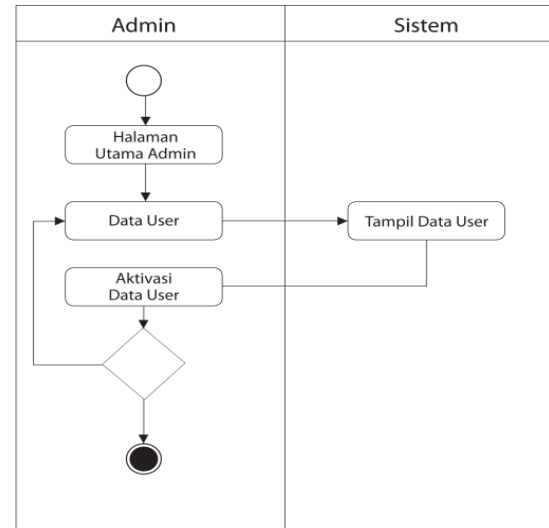 Admin
Sistem
Halaman
Utama Admin
Data User
Tampil Data User
Aktivasi
Data User